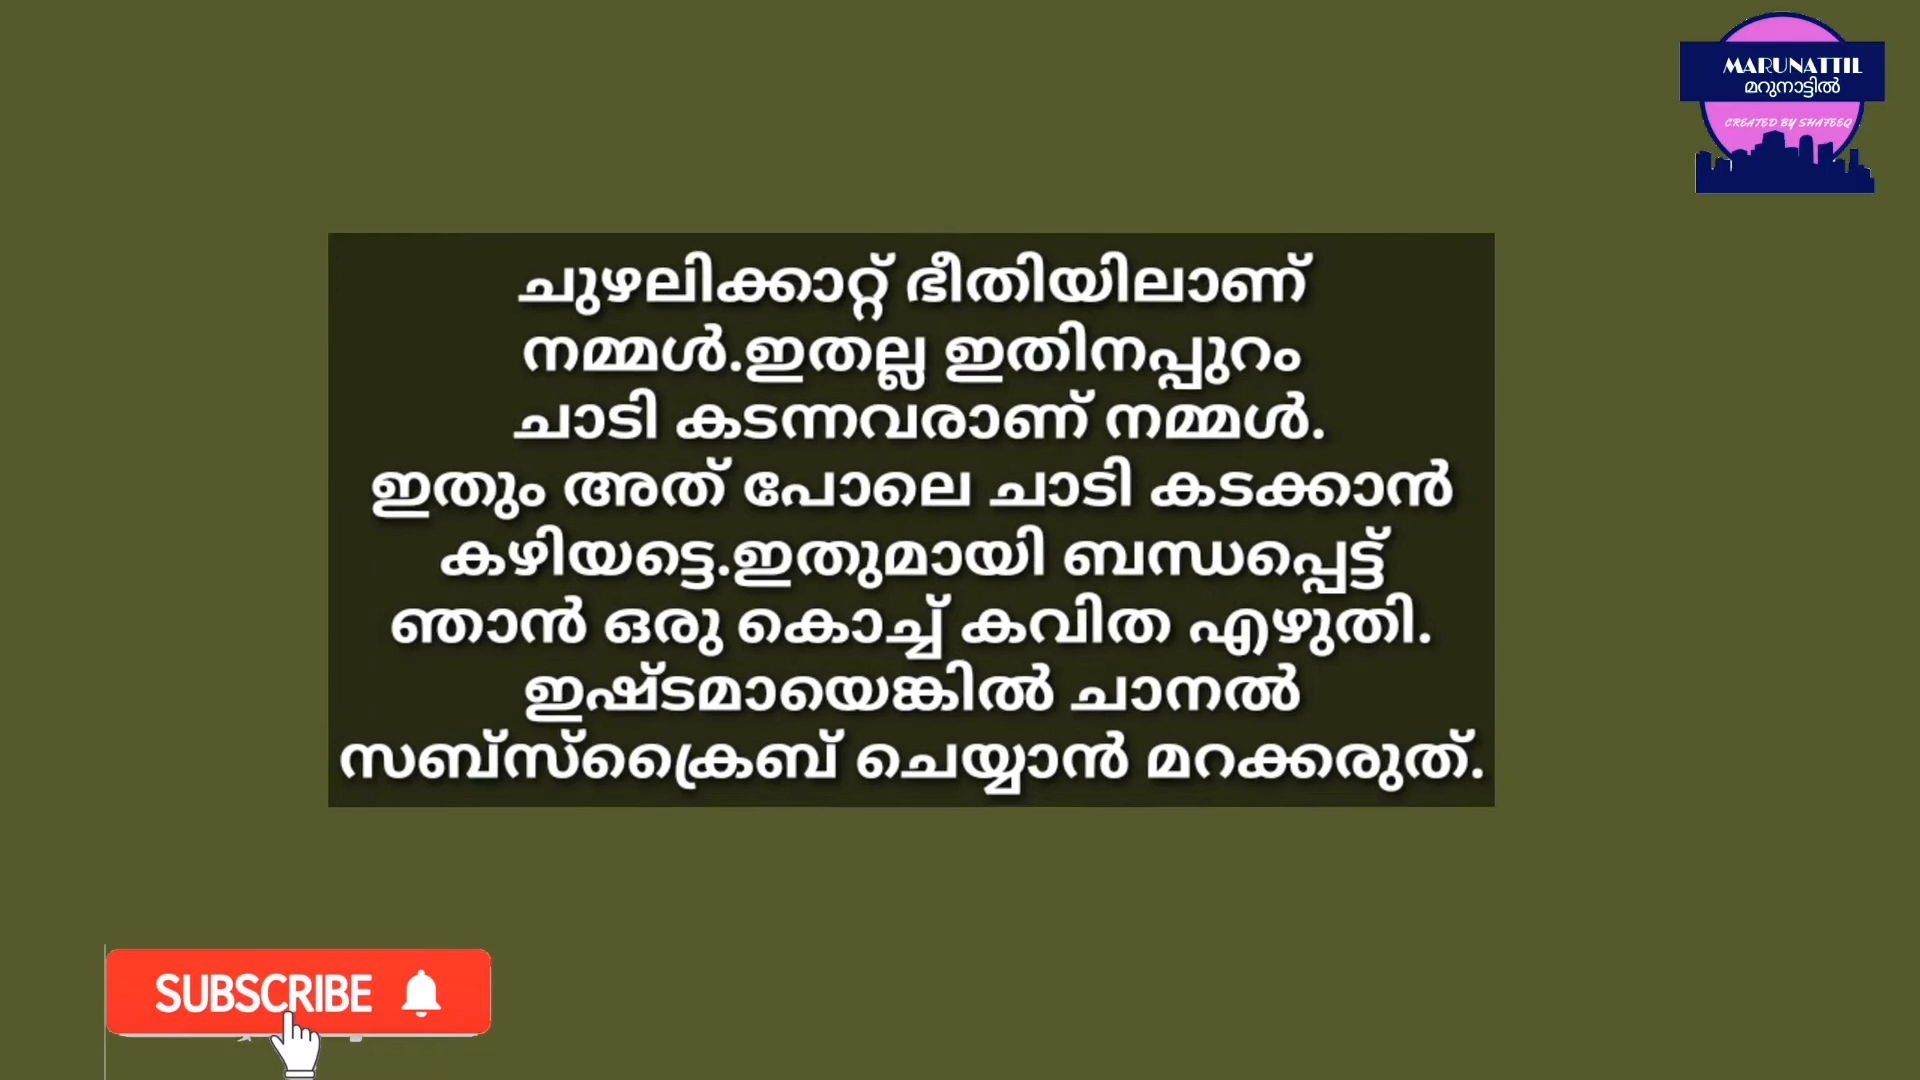 MARUNATTIL
മറുനാട്ടിൽ
CREATED BY SHAFEEQ
ചുഴലിക്കാറ്റ് ഭീതിയിലാണ്
നമ്മൾ.ഇതല്ല ഇതിനപ്പുറം
ചാടി കടന്നവരാണ് നമ്മൾ.
ഇതും അത് പോലെ ചാടി കടക്കാൻ
കഴിയട്ടെ.ഇതുമായി ബന്ധപ്പെട്ട്
ഞാൻ ഒരു കൊച്ച് കവിത എഴുതി.
ഇഷ്ടമായെങ്കിൽ ചാനൽ
സബ്സ്ക്രൈബ് ചെയ്യാൻ മറക്കരുത്.
SUBSCRIBE